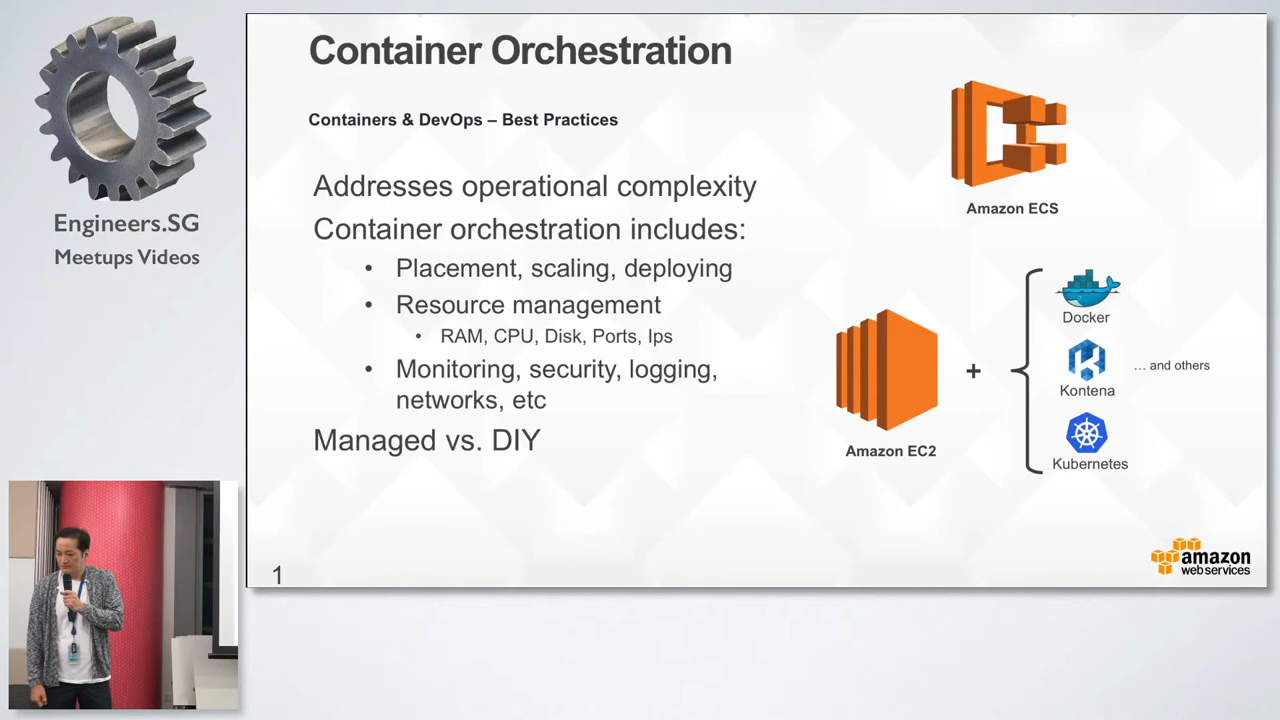 Engineers.SG
Meetups Videos
Container Orchestration
Containers & DevOps – Best Practices
Addresses operational complexity
Container orchestration includes:
• Placement, scaling, deploying
• Resource management
• RAM, CPU, Disk, Ports, Ips
• Monitoring, security, logging,
networks, etc
Managed vs. DIY
Amazon ECS
Amazon EC2
+
Docker
Kontena
… and others
Kubernetes
1
amazon
webservices